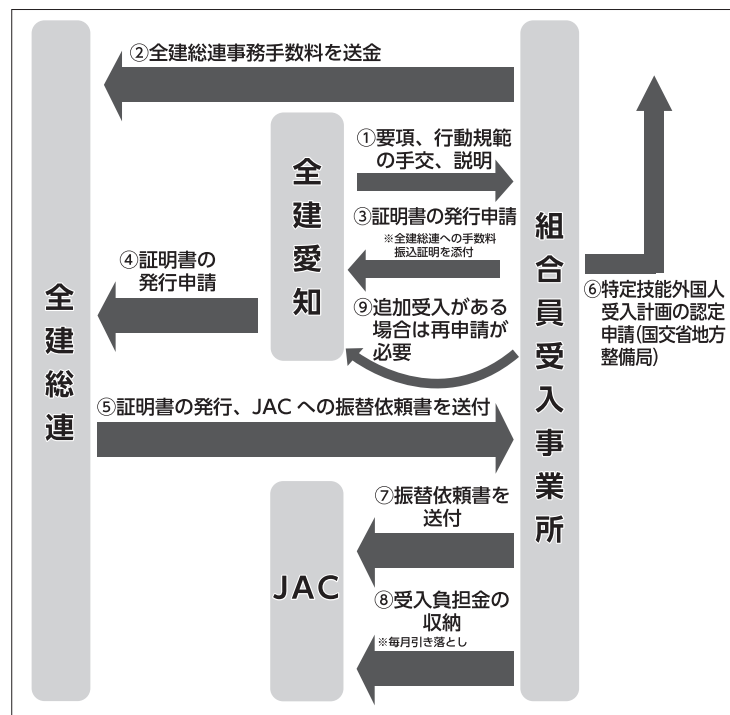 ②全建総連事務手数料を送金
全建愛知
①要項、行動規範
の手交、説明
③証明書の発行申請
※全建総連への手数料
振込証明を添付
④証明書の
発行申請
⑨追加受入がある
場合は再申請が
必要
組合員受入事業所
⑥特定技能外国人
受入計画の認定
申請(国交省地方
整備局)
全建総連
⑤証明書の発行、JACへの振替依頼書を送付
⑦振替依頼書を
送付
JAC
⑧受入負担金の
収納
※毎月引き落とし